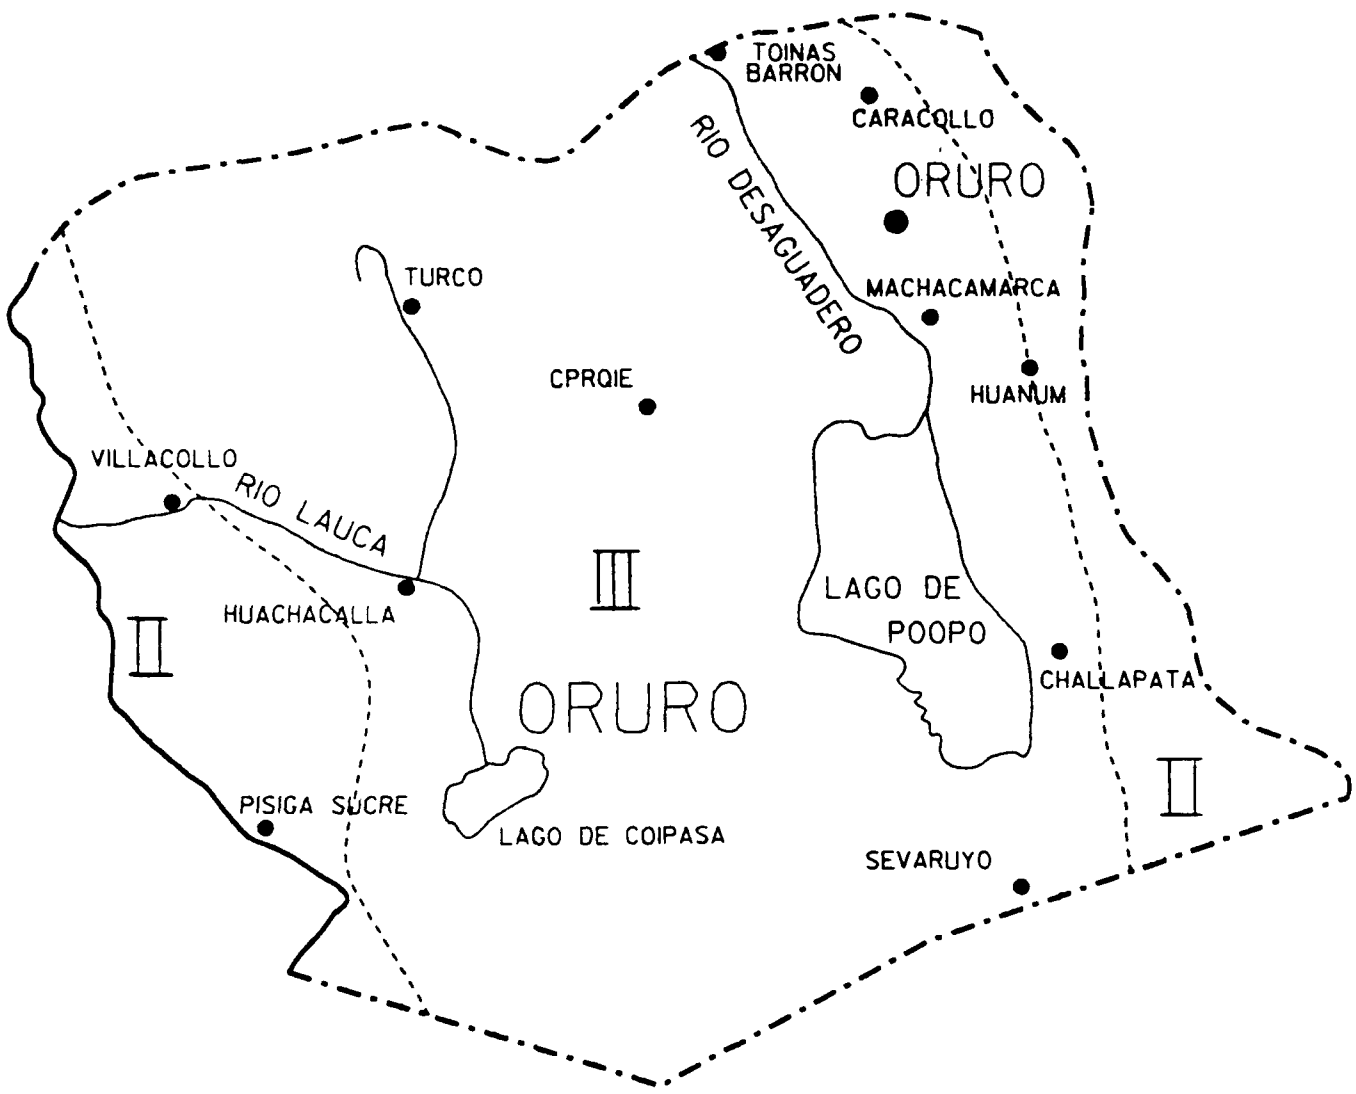 TOINAS
BARRON
CARACOLLO
ORURO
RIO DESAGUADERO
TURCO
MACHACAMARCA
CPRQIE
HUANUM
VILLACOLLO
RIO LAUCA
III
LAGO DE
POOPO
HUACHACALLA
II
CHALLAPATA
ORURO
II
PISIGA SUCRE
LAGO DE COIPASA
SEVARUYO